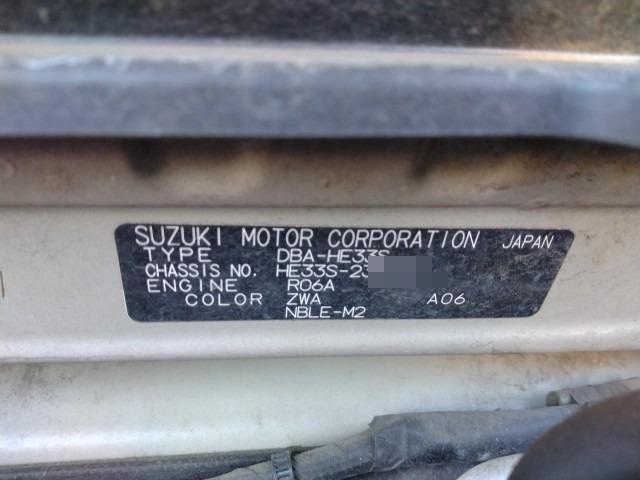 SUZUKI MOTOR CORPORATION JAPAN
TYPE DBA-HE33S
CHASSIS NO. HE33S-23
ENGINE R06A
COLOR ZWA A06
NBLE-M2